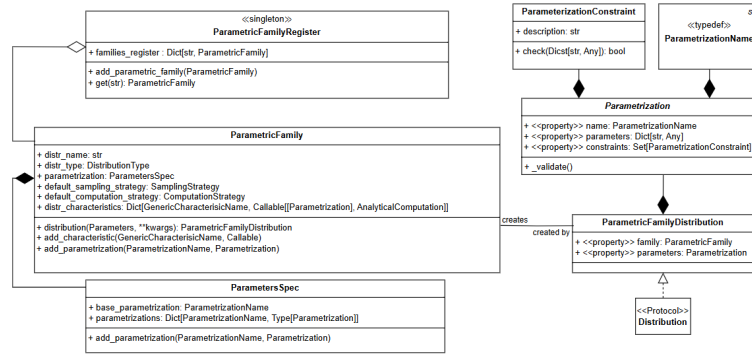 «singleton»
ParametricFamilyRegister
+ families_register : Dict[str, ParametricFamily]
+ add_parametric_family(ParametricFamily)
+ get(str): ParametricFamily
ParameterizationConstraint
+ description: str
+ check(Dicst[str, Any]): bool
s
«typedef»
ParametrizationName
Parametrization
+ <<property>> name: ParametrizationName
+ <<property>> parameters: Dict[str, Any]
+ <<property>> constraints: Set[ParametrizationConstraint]
+ _validate()
ParametricFamily
+ distr_name: str
+ distr_type: DistributionType
+ parametrization: ParametersSpec
+ default_sampling_strategy: SamplingStrategy
+ default_computation_strategy: ComputationStrategy
+ distr_characteristics: Dict[GenericCharacterisicName, Callable[[Parametrization], AnalyticalComputation]]
+ distribution(Parameters, **kwargs): ParametricFamilyDistribution
+ add_characteristic(GenericCharacterisicName, Callable)
+ add_parametrization(ParametrizationName, Parametrization)
creates
created by
ParametricFamilyDistribution
+ <<property>> family: ParametricFamily
+ <<property>> parameters: Parametrization
ParametersSpec
+ base_parametrization: ParametrizationName
+ parametrizations: Dict[ParametrizationName, Type[Parametrization]]
+ add_parametrization(ParametrizationName, Parametrization)
<<Protocol>>
Distribution